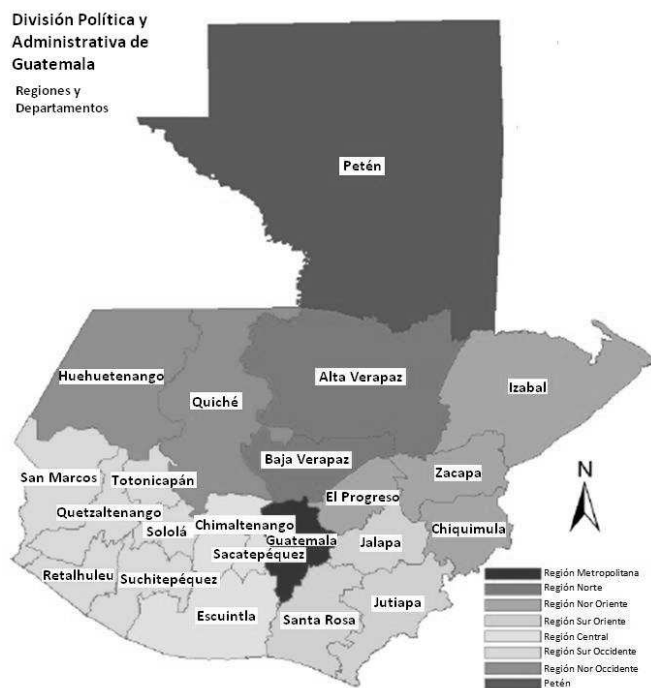 División Política y
Administrativa de
Guatemala
Regiones y
Departamentos
Petén
Huehuetenango
Quiché
Alta Verapaz
Izabal
Baja Verapaz
Zacapa
San Marcos
Totonicapán
El Progreso
Quetzaltenango
Chimaltenango
Sololá
Guatemala
Chiquimula
Sacatepéquez
Jalapa
Retalhuleu
Suchitepéquez
Escuintla
Santa Rosa
Jutiapa
N
Región Metropolitana
Región Norte
Región Nor Oriente
Región Sur Oriente
Región Central
Región Sur Occidente
Región Nor Occidente
Petén